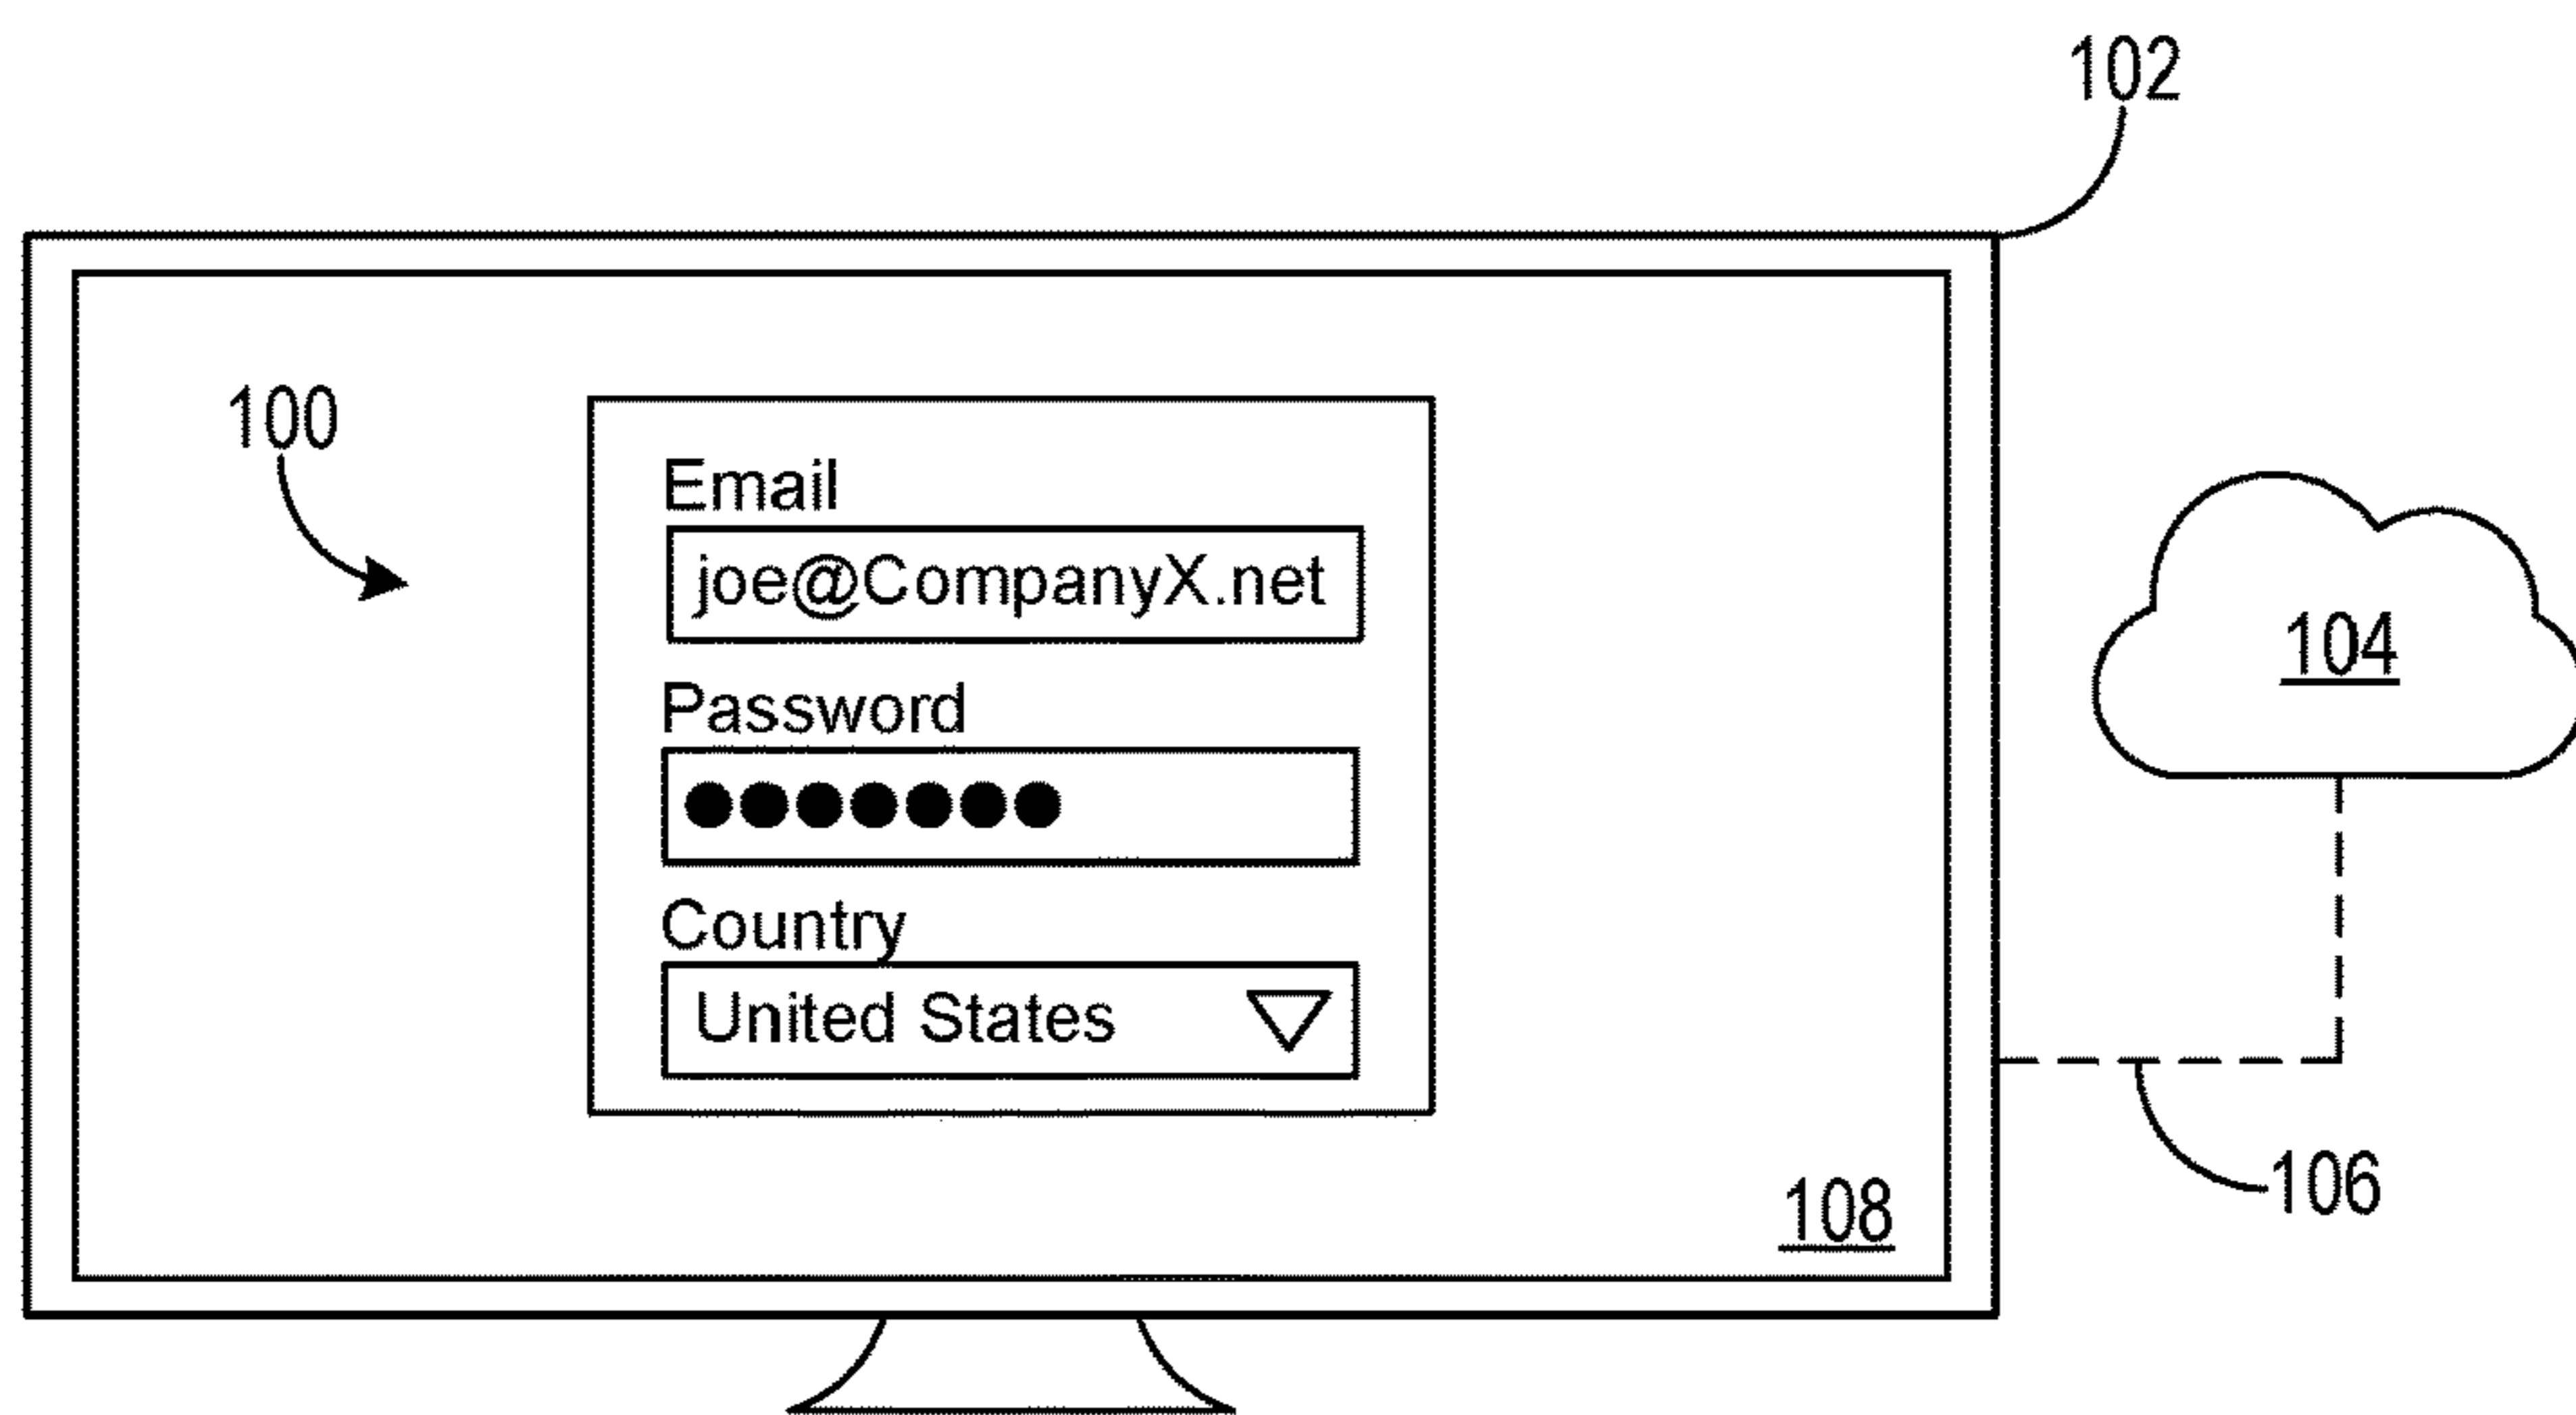 102
100
Email
joe@CompanyX.net
104
Password
●●●●●●●
Country
United States
106
108